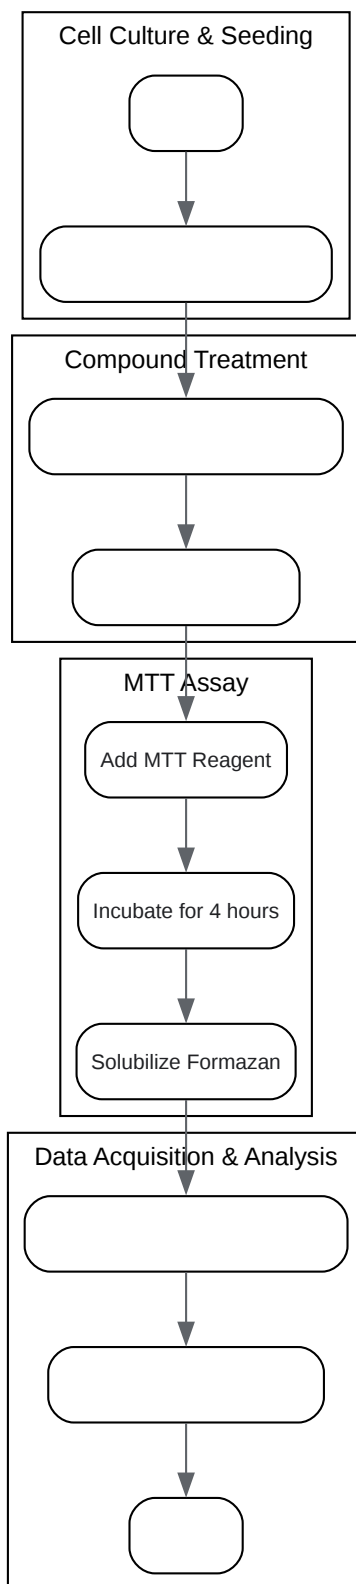 Cell Culture & Seeding
Compound Treatment
MTT Assay
Add MTT Reagent
Incubate for 4 hours
Solubilize Formazan
Data Acquisition & Analysis